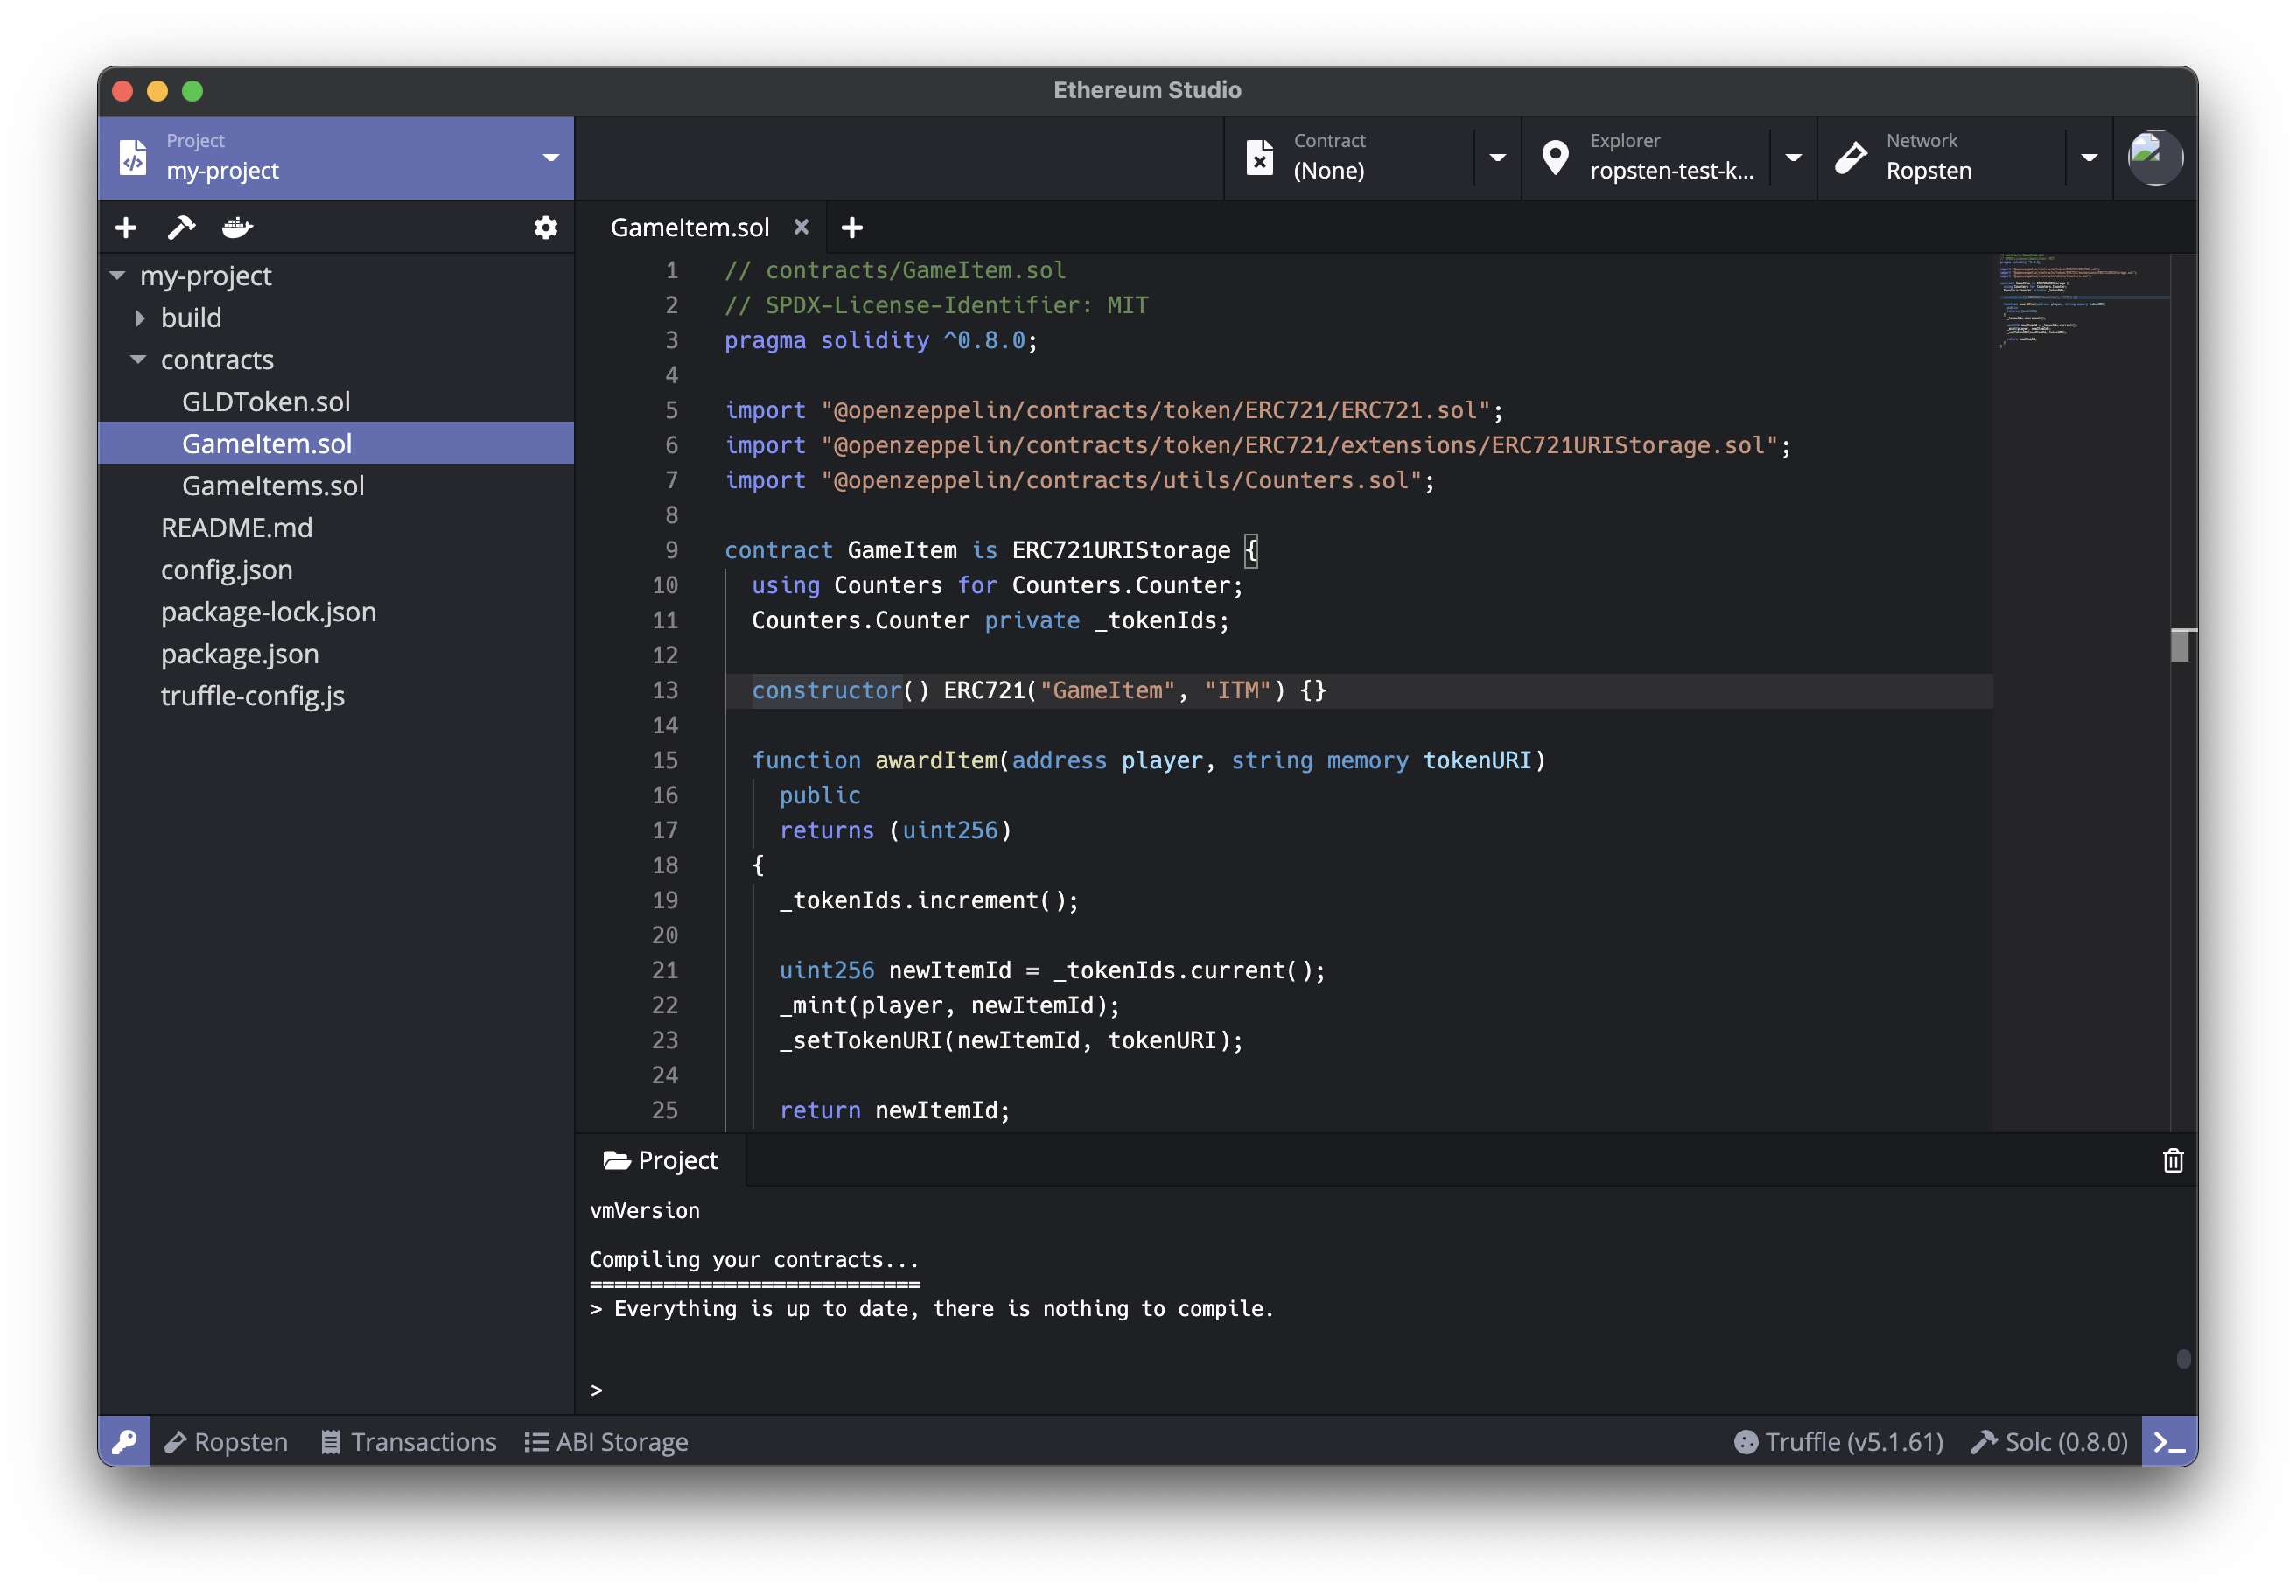 Ethereum Studio
Project
my-project
Contract
(None)
Explorer
ropsten-test-k...
Network
Ropsten
my-project
build
contracts
GLDToken.sol
GameItem.sol
GameItems.sol
README.md
config.json
package-lock.json
package.json
truffle-config.js
GameItem.sol
1 // contracts/GameItem.sol
2 // SPDX-License-Identifier: MIT
3 pragma solidity ^0.8.0;
4
5 import "@openzeppelin/contracts/token/ERC721/ERC721.sol";
6 import "@openzeppelin/contracts/token/ERC721/extensions/ERC721URIStorage.sol";
7 import "@openzeppelin/contracts/utils/Counters.sol";
8
9 contract GameItem is ERC721URIStorage {
10 using Counters for Counters.Counter;
11 Counters.Counter private _tokenIds;
12
13 constructor() ERC721("GameItem", "ITM") {}
14
15 function awardItem(address player, string memory tokenURI)
16 public
17 returns (uint256)
18 {
19 _tokenIds.increment();
20
21 uint256 newItemId = _tokenIds.current();
22 _mint(player, newItemId);
23 _setTokenURI(newItemId, tokenURI);
24
25 return newItemId;
Project
vmVersion
Compiling your contracts...
===========================
> Everything is up to date, there is nothing to compile.
>
Ropsten Transactions ABI Storage Truffle (v5.1.61) Solc (0.8.0)